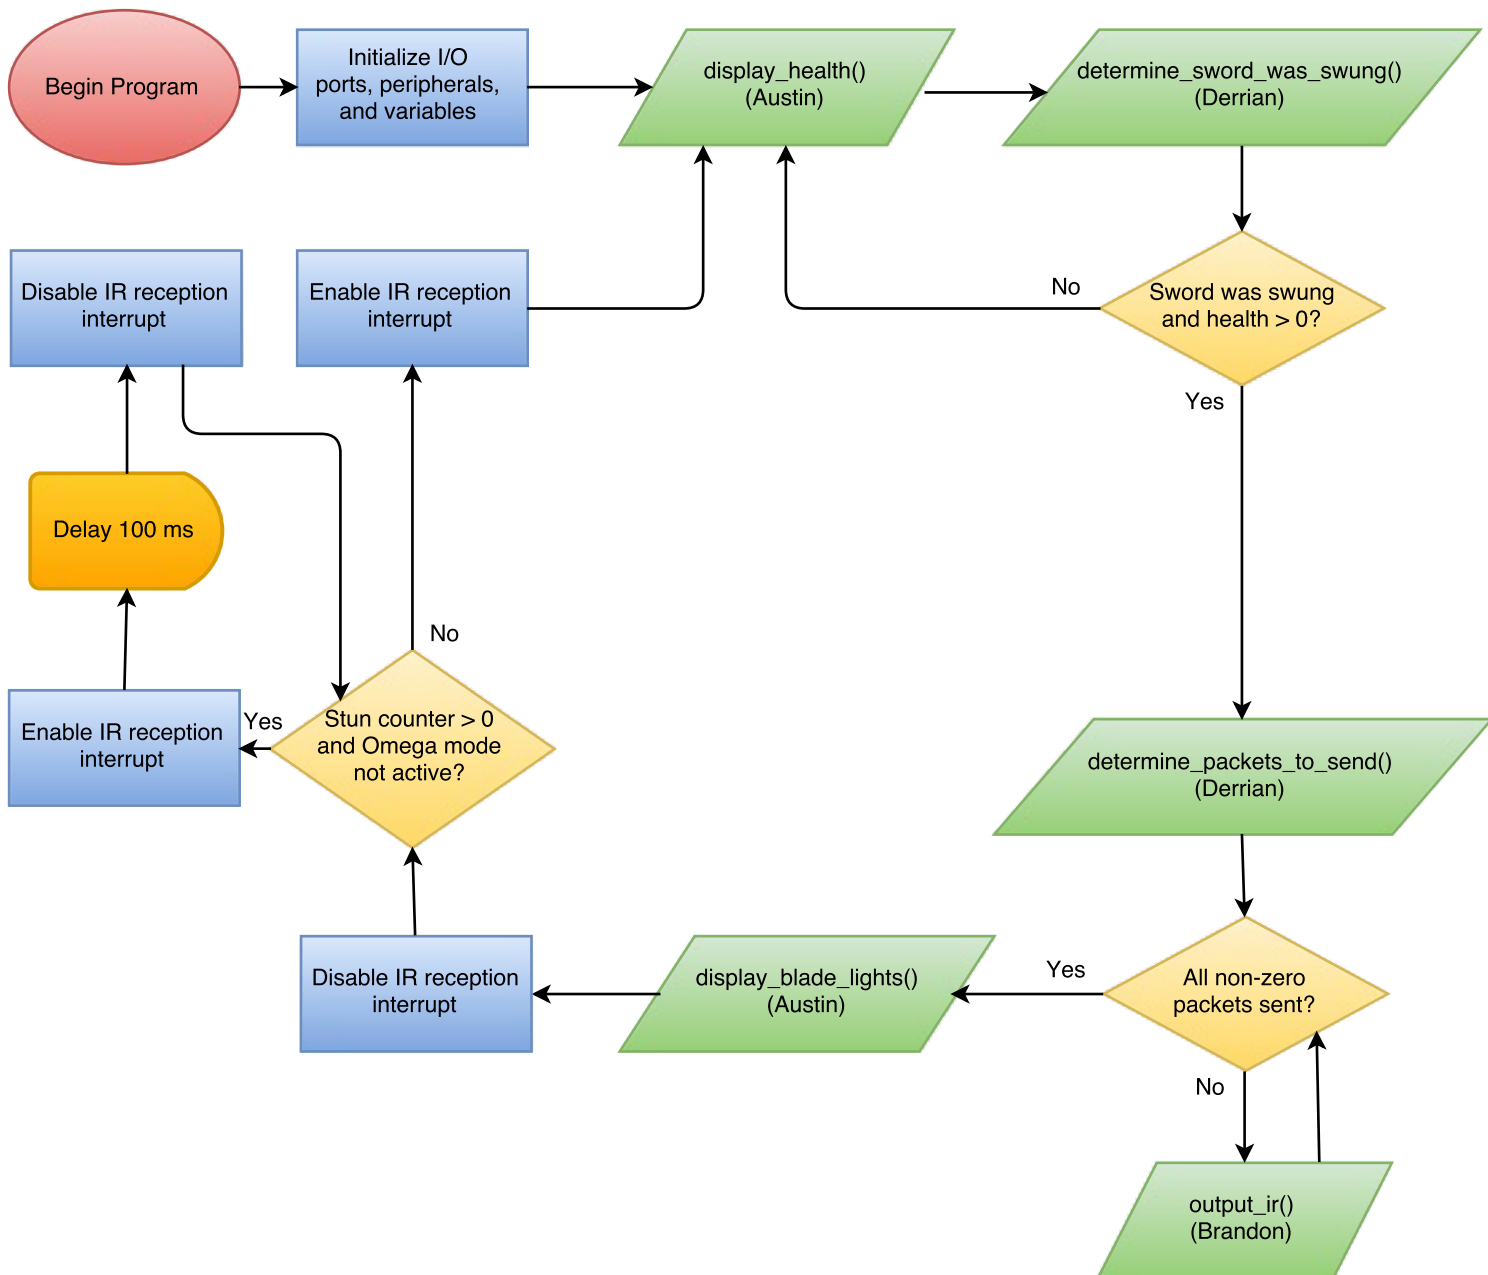 Begin Program
Initialize I/O
ports, peripherals,
and variables
display_health()
(Austin)
determine_sword_was_swung()
(Derrian)
Disable IR reception
interrupt
Enable IR reception
interrupt
No
Sword was swung
and health > 0?
Yes
Delay 100 ms
No
Enable IR reception
interrupt
Yes
Stun counter > 0
and Omega mode
not active?
determine_packets_to_send()
(Derrian)
Disable IR reception
interrupt
display_blade_lights()
(Austin)
Yes
All non-zero
packets sent?
No
output_ir()
(Brandon)